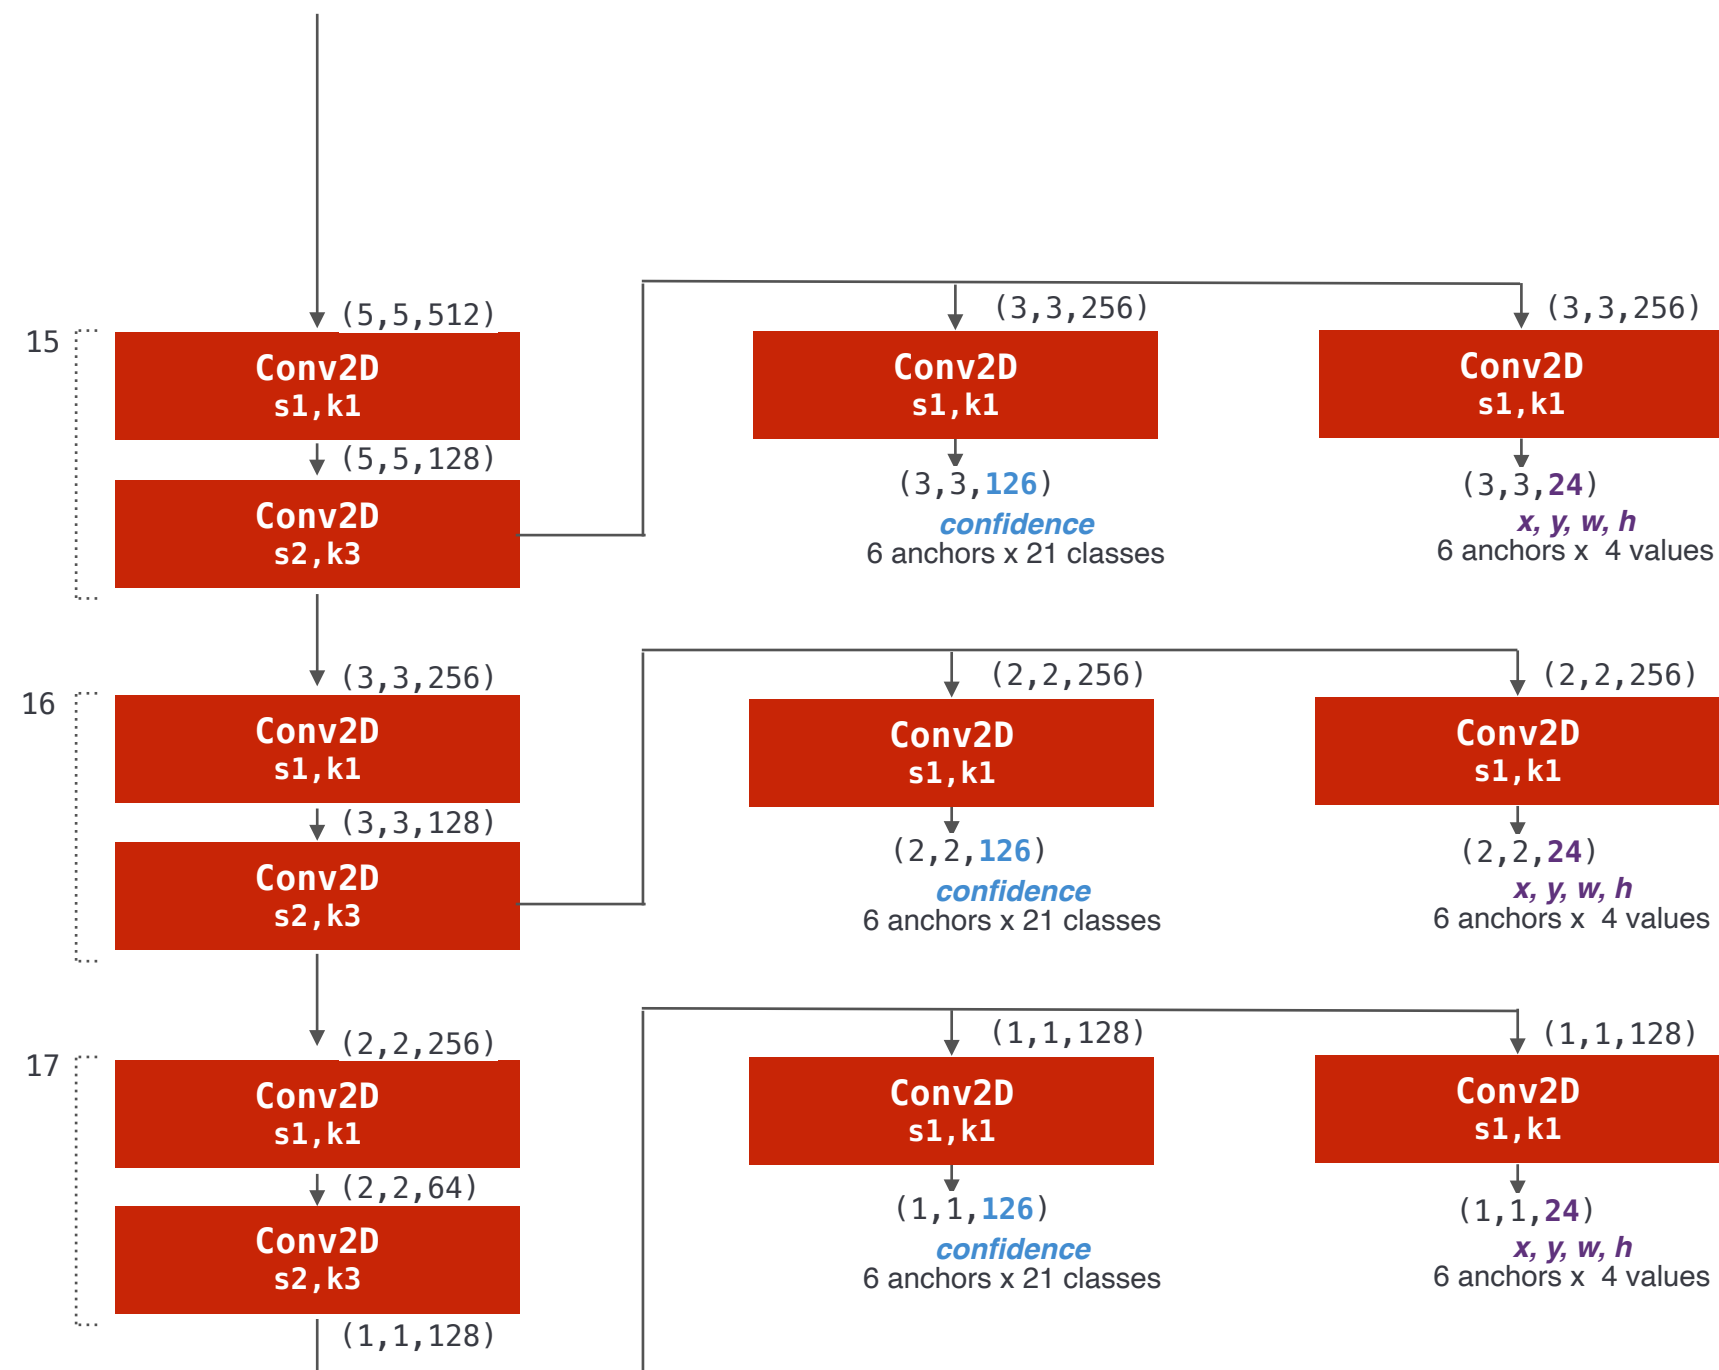 15
(5,5,512)
Conv2D
s1,k1
(5,5,128)
Conv2D
s2,k3
(3,3,256)
Conv2D
s1,k1
(3,3,126)
confidence
6 anchors x 21 classes
(3,3,256)
Conv2D
s1,k1
(3,3,24)
x, y, w, h
6 anchors x  4 values
16
(3,3,256)
Conv2D
s1,k1
(3,3,128)
Conv2D
s2,k3
(2,2,256)
Conv2D
s1,k1
(2,2,126)
confidence
6 anchors x 21 classes
(2,2,256)
Conv2D
s1,k1
(2,2,24)
x, y, w, h
6 anchors x  4 values
17
(2,2,256)
Conv2D
s1,k1
(2,2,64)
Conv2D
s2,k3
(1,1,128)
(1,1,128)
Conv2D
s1,k1
(1,1,126)
confidence
6 anchors x 21 classes
(1,1,128)
Conv2D
s1,k1
(1,1,24)
x, y, w, h
6 anchors x  4 values